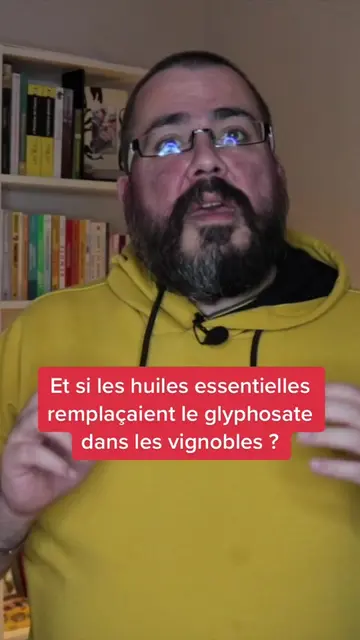 Et si les huiles essentielles
remplaçaient le glyphosate
dans les vignobles ?